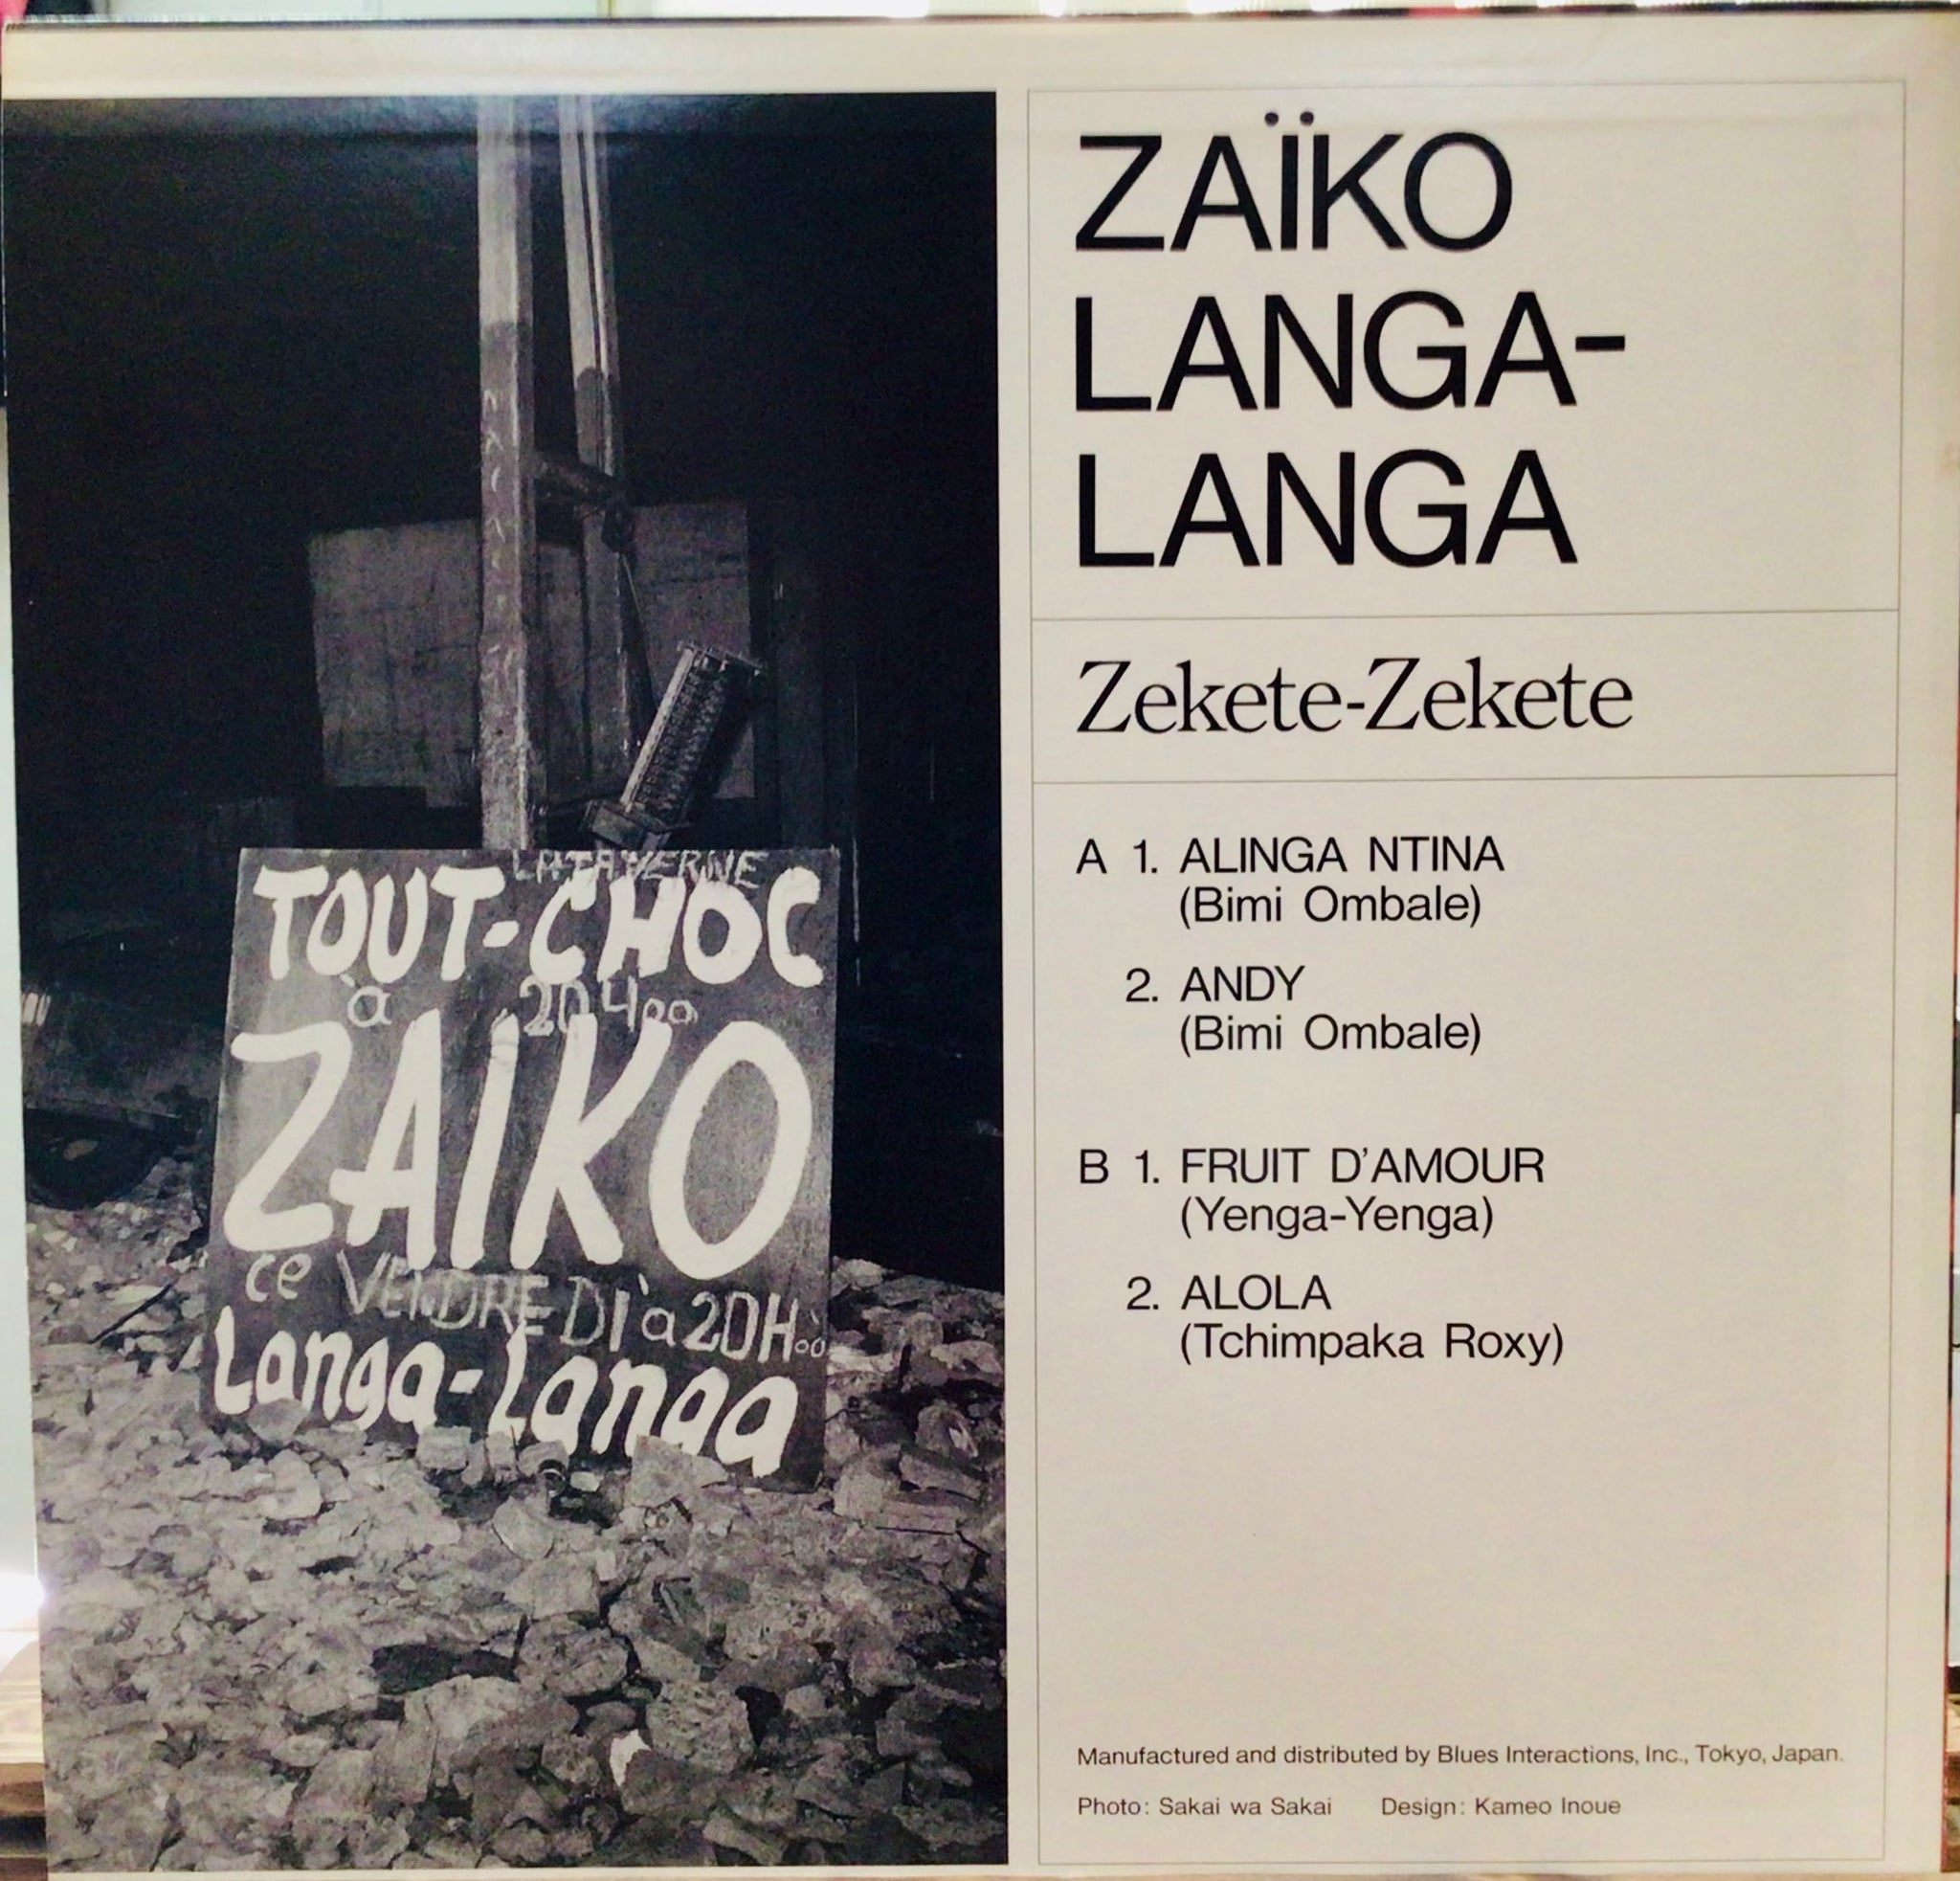 LA TAVERNE
TOUT-CHOC
à 20H00
ZAIKO
ce VENDREDI à 20H00
Langa-Langa
ZAÏKO
LANGA-
LANGA
Zekete-Zekete
A 1. ALINGA NTINA
(Bimi Ombale)
2. ANDY
(Bimi Ombale)
B 1. FRUIT D'AMOUR
(Yenga-Yenga)
2. ALOLA
(Tchimpaka Roxy)
Manufactured and distributed by Blues Interactions, Inc., Tokyo, Japan.
Photo: Sakai wa Sakai Design: Kameo Inoue